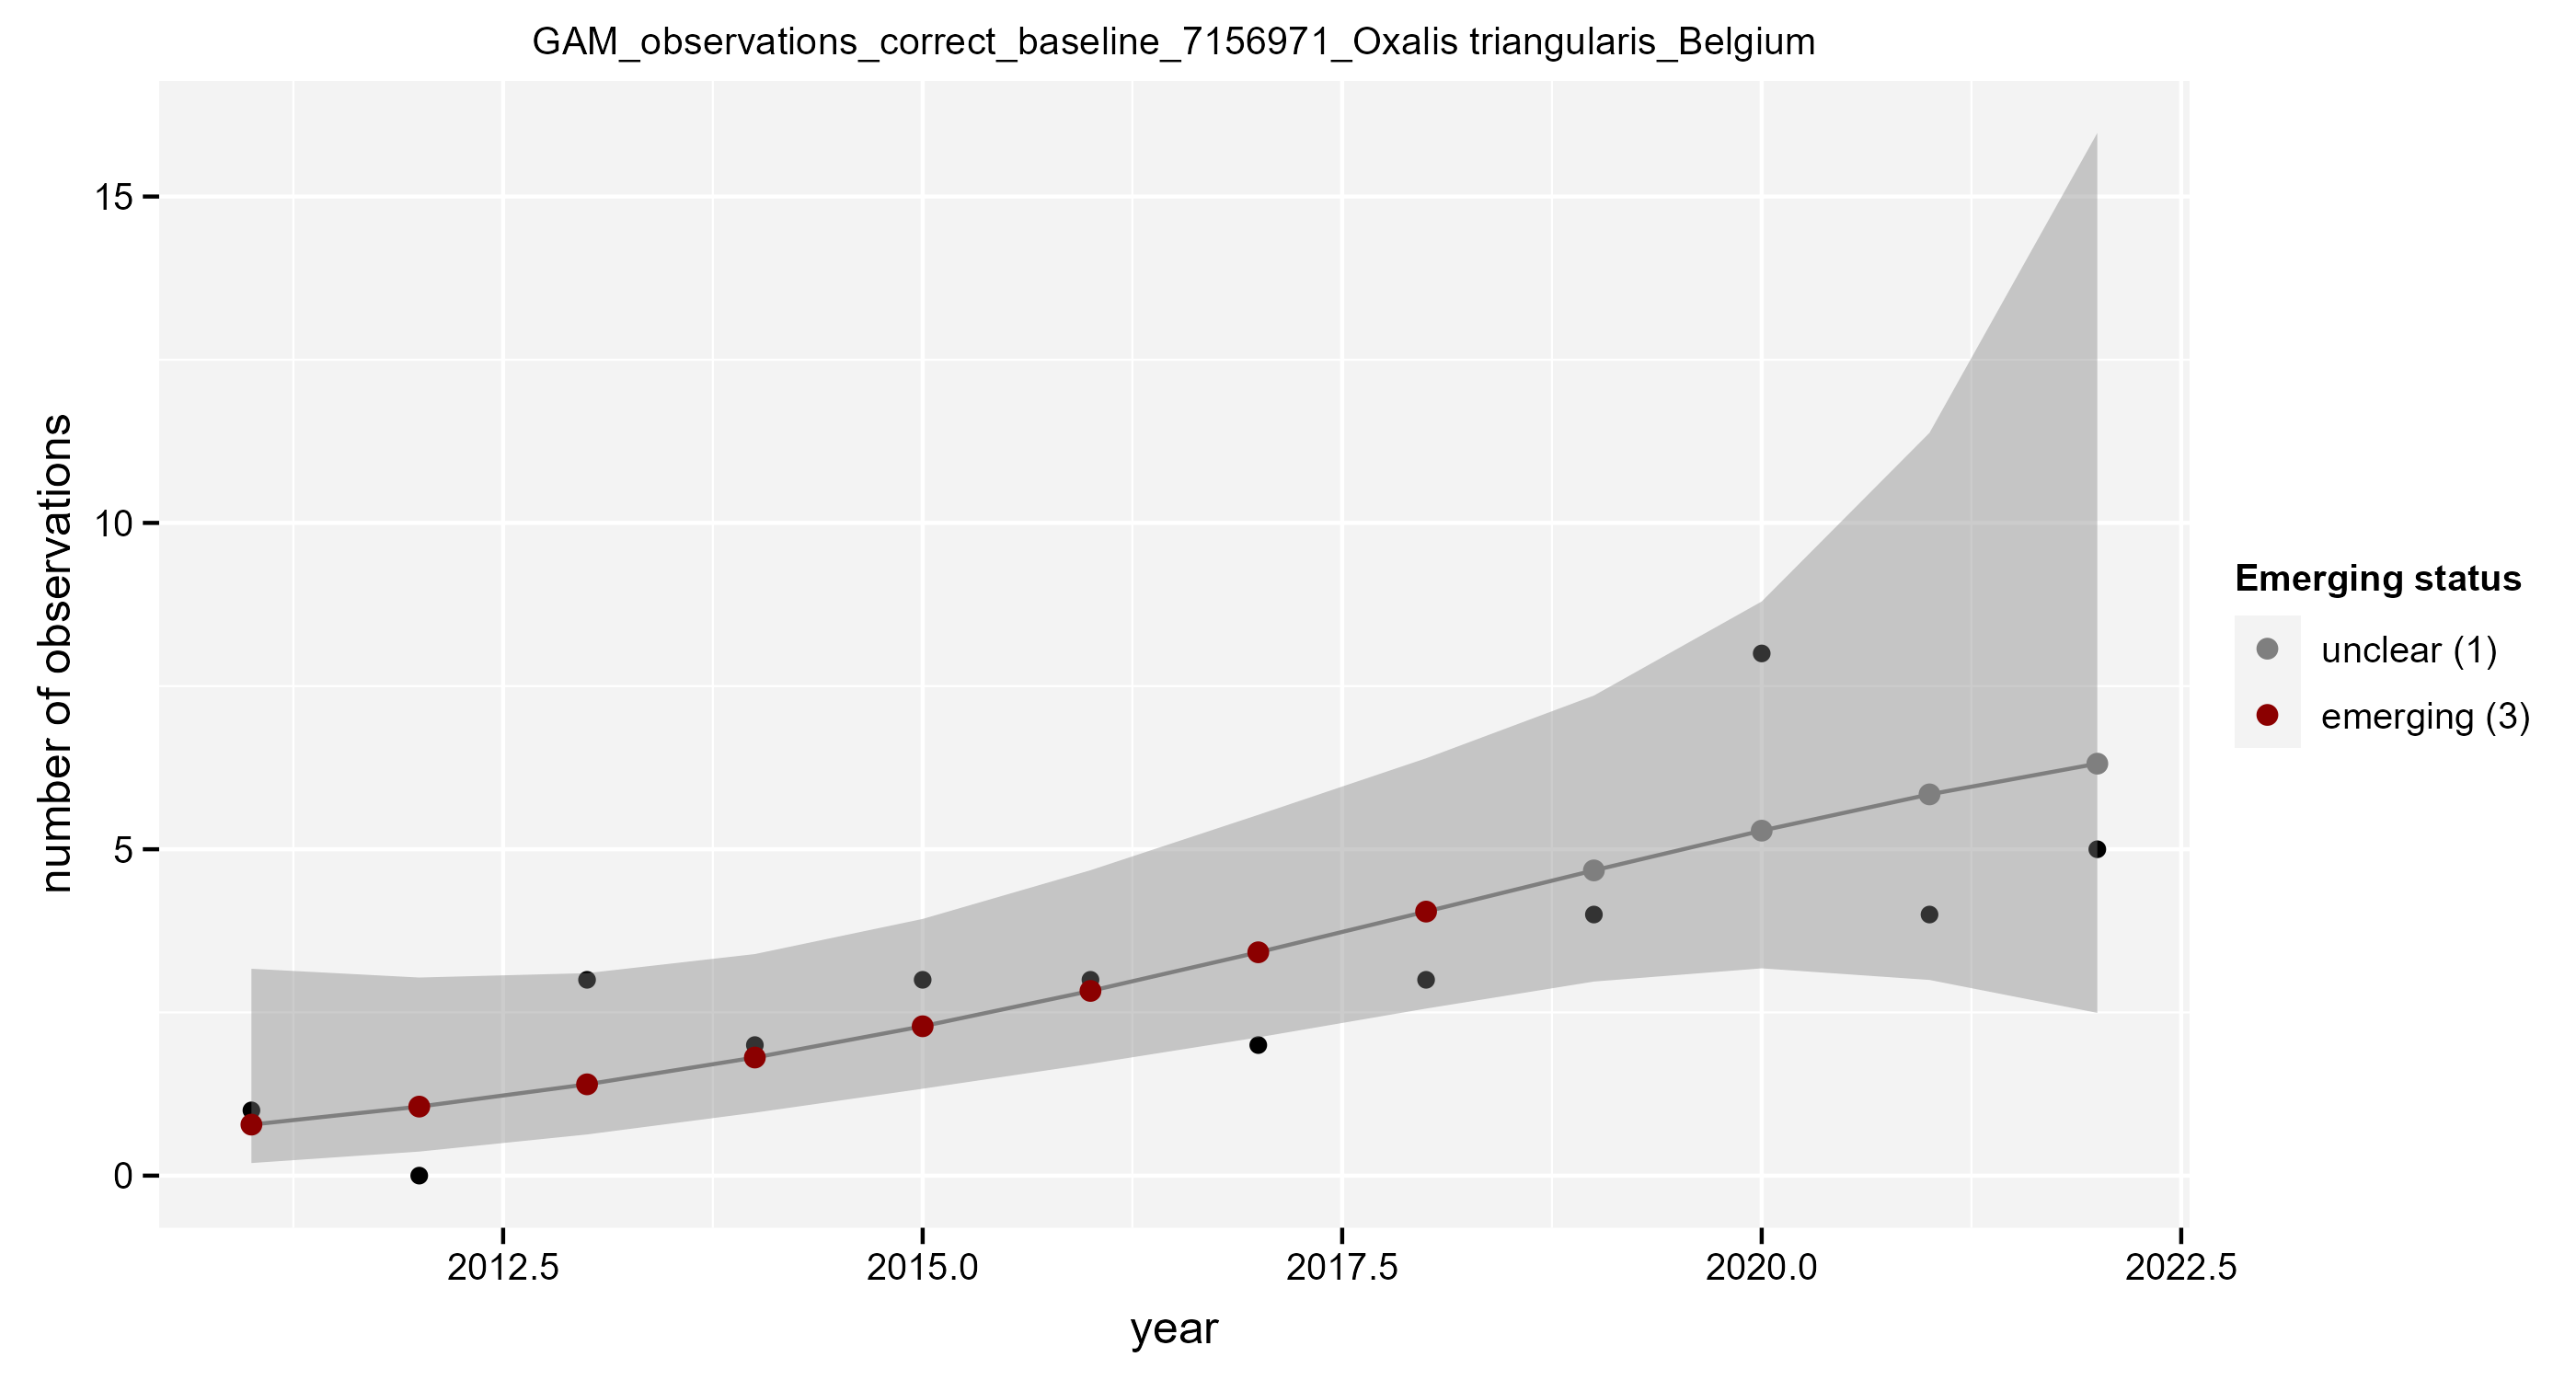 GAM_observations_correct_baseline_7156971_Oxalis triangularis_Belgium
number of observations
15
10
5
0
2012.5 2015.0 2017.5 2020.0 2022.5
year
Emerging status
unclear (1)
emerging (3)